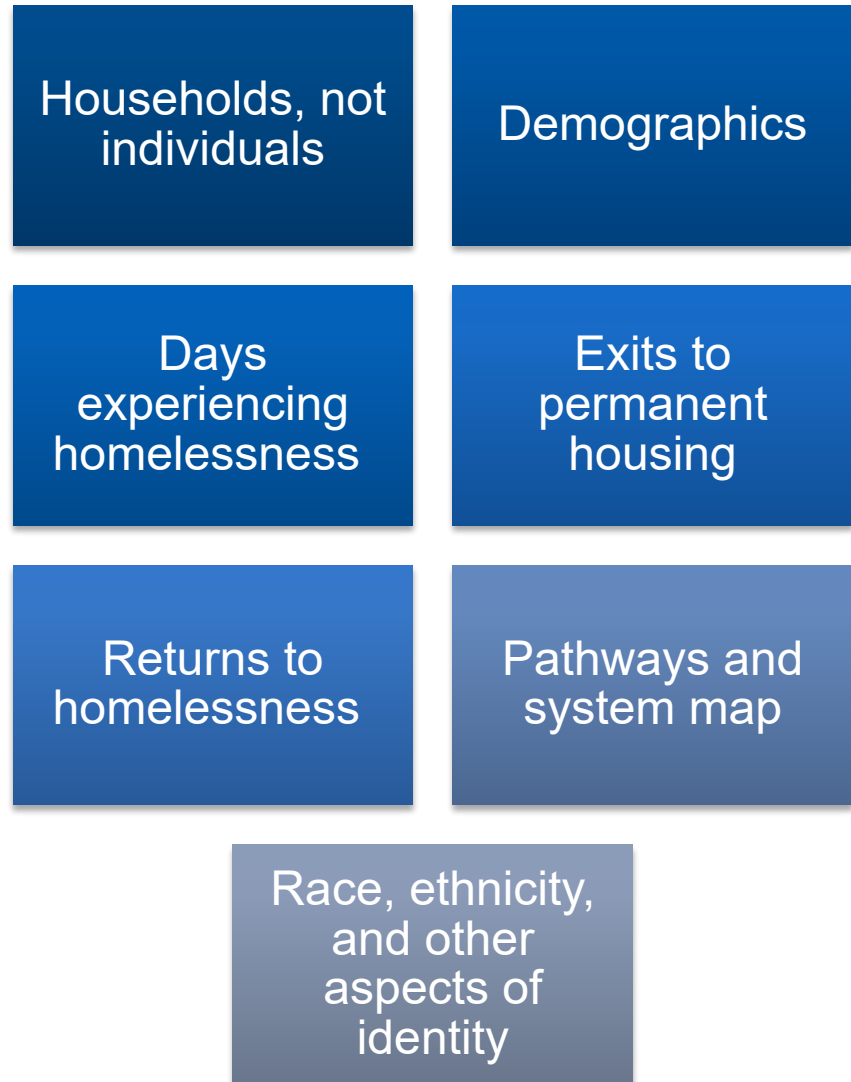 Households, not
individuals
Demographics
Days
experiencing
homelessness
Exits to
permanent
housing
Returns to
homelessness
Pathways and
system map
Race, ethnicity,
and other
aspects of
identity